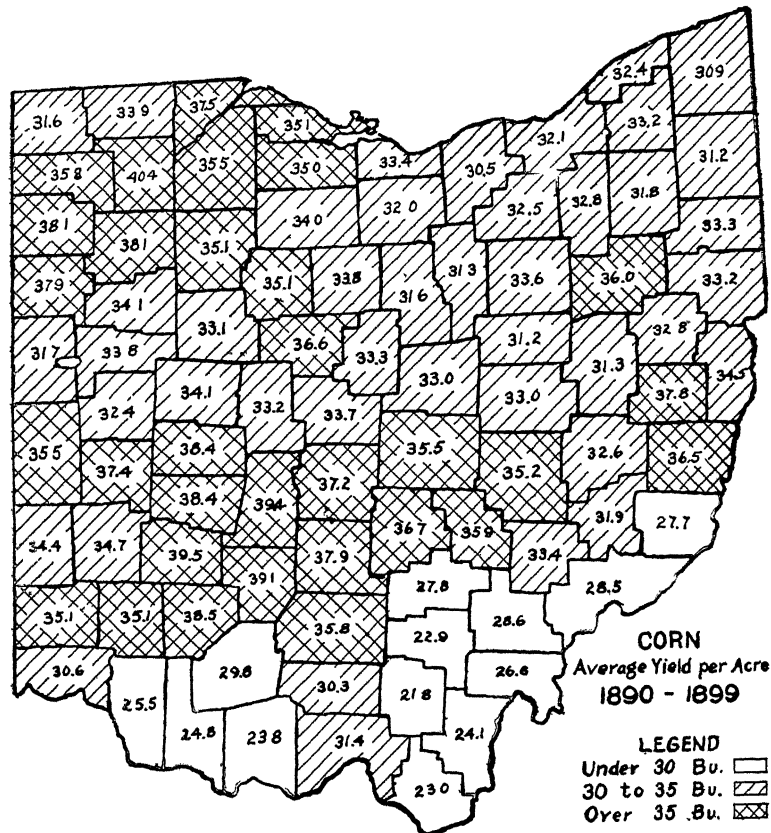 32.4 309
31.6 33 9 37.5 35 1 32.1 33.2
35 8 40.4 35 5 35 0 33.4 30.5 31.2
38 1 34 0 32 0 32.5 32.8 31.8
38 1 35.1 33.3
37 9 35.1 33.8 31.6 31.3 33.6 36.0 33.2
34.1 33.1 36.6 33.3 31.2 31.3 32.8
31.7 33 8 34.1 33.2 33.7 33.0 33.0 37.8
32.4 35.5 32.6
35 5 37.4 38.4 37.2 35.2 36.5
38.4 39.4 36.7 35.9 31.9 27.7
34.4 34.7 39.5 39 1 37.9 33.4
27.8 28.5
35.1 35.1 38.5 35.8 22.9 28.6
30.6 29.8 30.3 21.8 26.6
25.5 24.8 23 8 31.4 24.1
23 0
CORN
Average Yield per Acre
1890 - 1899
LEGEND
Under 30 Bu.
30 to 35 Bu.
Over 35 Bu.